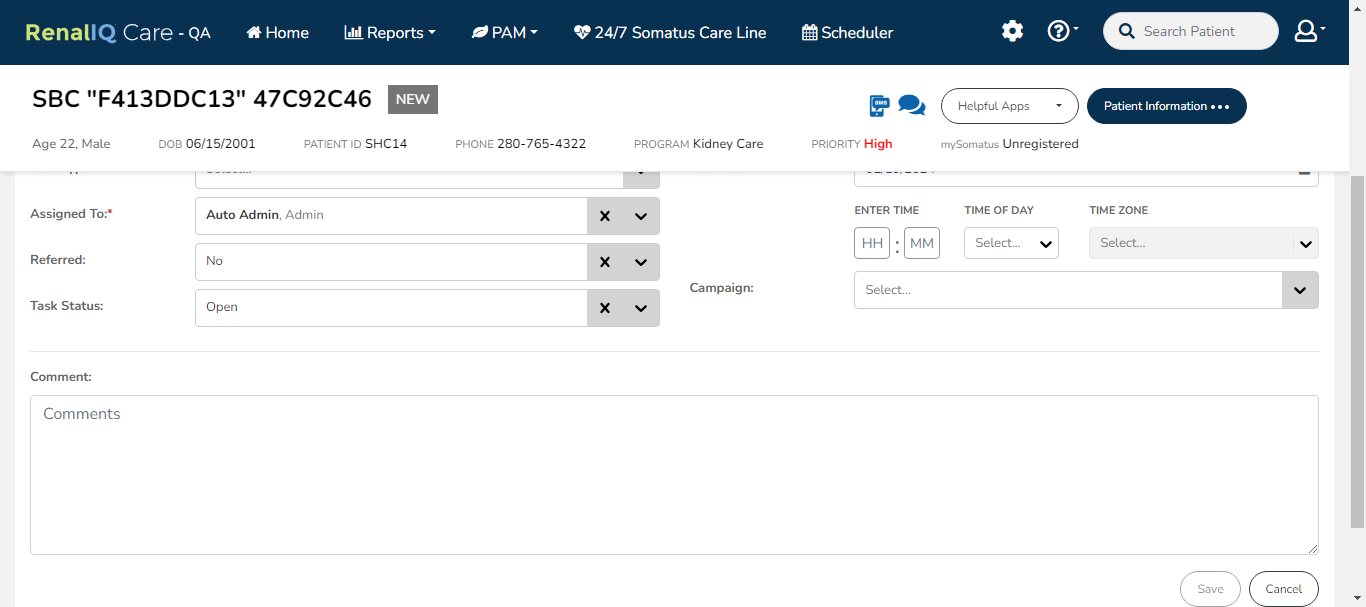 RenalIQ Care - QA Home Reports PAM 24/7 Somatus Care Line Scheduler Search Patient
SBC "F413DDC13" 47C92C46 NEW
SMS Helpful Apps Patient Information •••
Age 22, Male DOB 06/15/2001 PATIENT ID SHC14 PHONE 280-765-4322 PROGRAM Kidney Care PRIORITY High mySomatus Unregistered
Assigned To:* Auto Admin, Admin
ENTER TIME TIME OF DAY TIME ZONE
HH : MM Select... Select...
Referred: No
Campaign: Select...
Task Status: Open
Comment:
Comments
Save Cancel